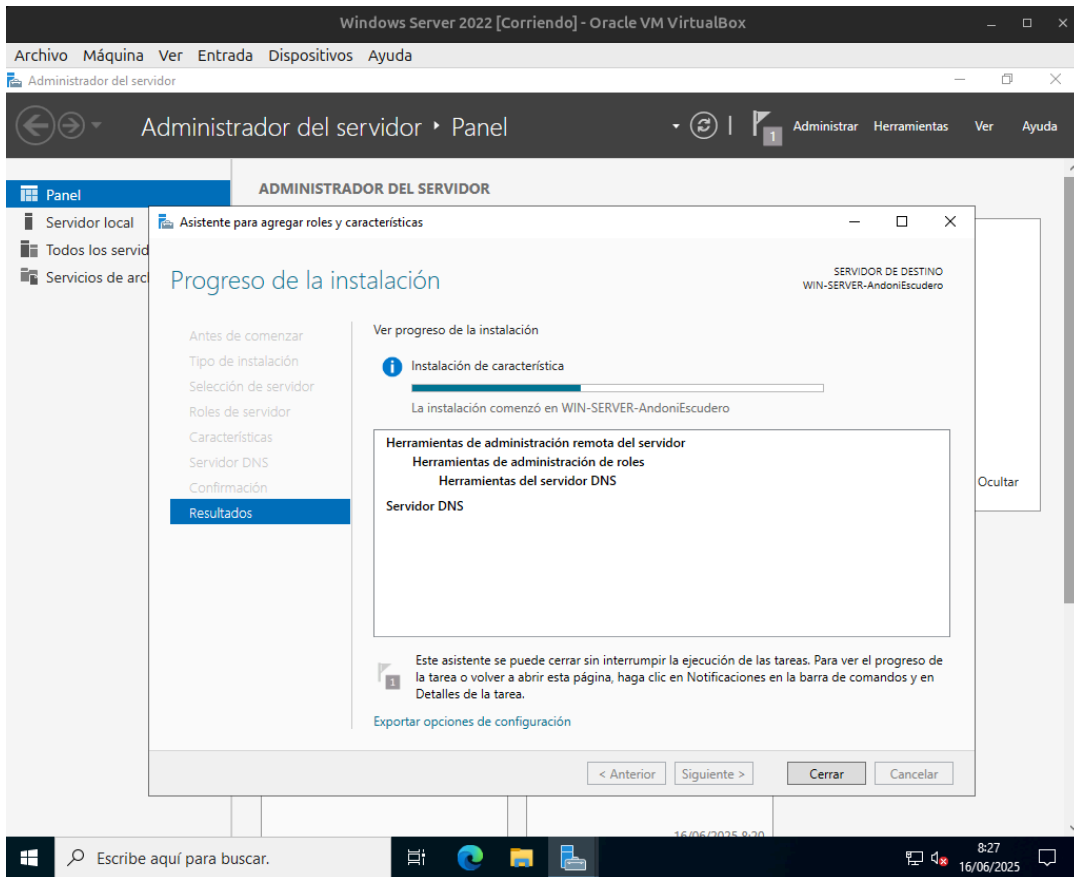 Windows Server 2022 [Corriendo] - Oracle VM VirtualBox
Archivo Máquina Ver Entrada Dispositivos Ayuda
Administrador del servidor
Administrador del servidor ‣ Panel
1
Administrar Herramientas Ver Ayuda
Panel
Servidor local
Todos los servid
Servicios de arc
ADMINISTRADOR DEL SERVIDOR
Asistente para agregar roles y características
Progreso de la instalación
SERVIDOR DE DESTINO
WIN-SERVER-AndoniEscudero
Antes de comenzar
Tipo de instalación
Selección de servidor
Roles de servidor
Características
Servidor DNS
Confirmación
Resultados
Ver progreso de la instalación
Instalación de característica
La instalación comenzó en WIN-SERVER-AndoniEscudero
Herramientas de administración remota del servidor
Herramientas de administración de roles
Herramientas del servidor DNS
Servidor DNS
1
Este asistente se puede cerrar sin interrumpir la ejecución de las tareas. Para ver el progreso de
la tarea o volver a abrir esta página, haga clic en Notificaciones en la barra de comandos y en
Detalles de la tarea.
Exportar opciones de configuración
< Anterior Siguiente > Cerrar Cancelar
Ocultar
16/06/2025 8:20
Escribe aquí para buscar.
8:27
16/06/2025